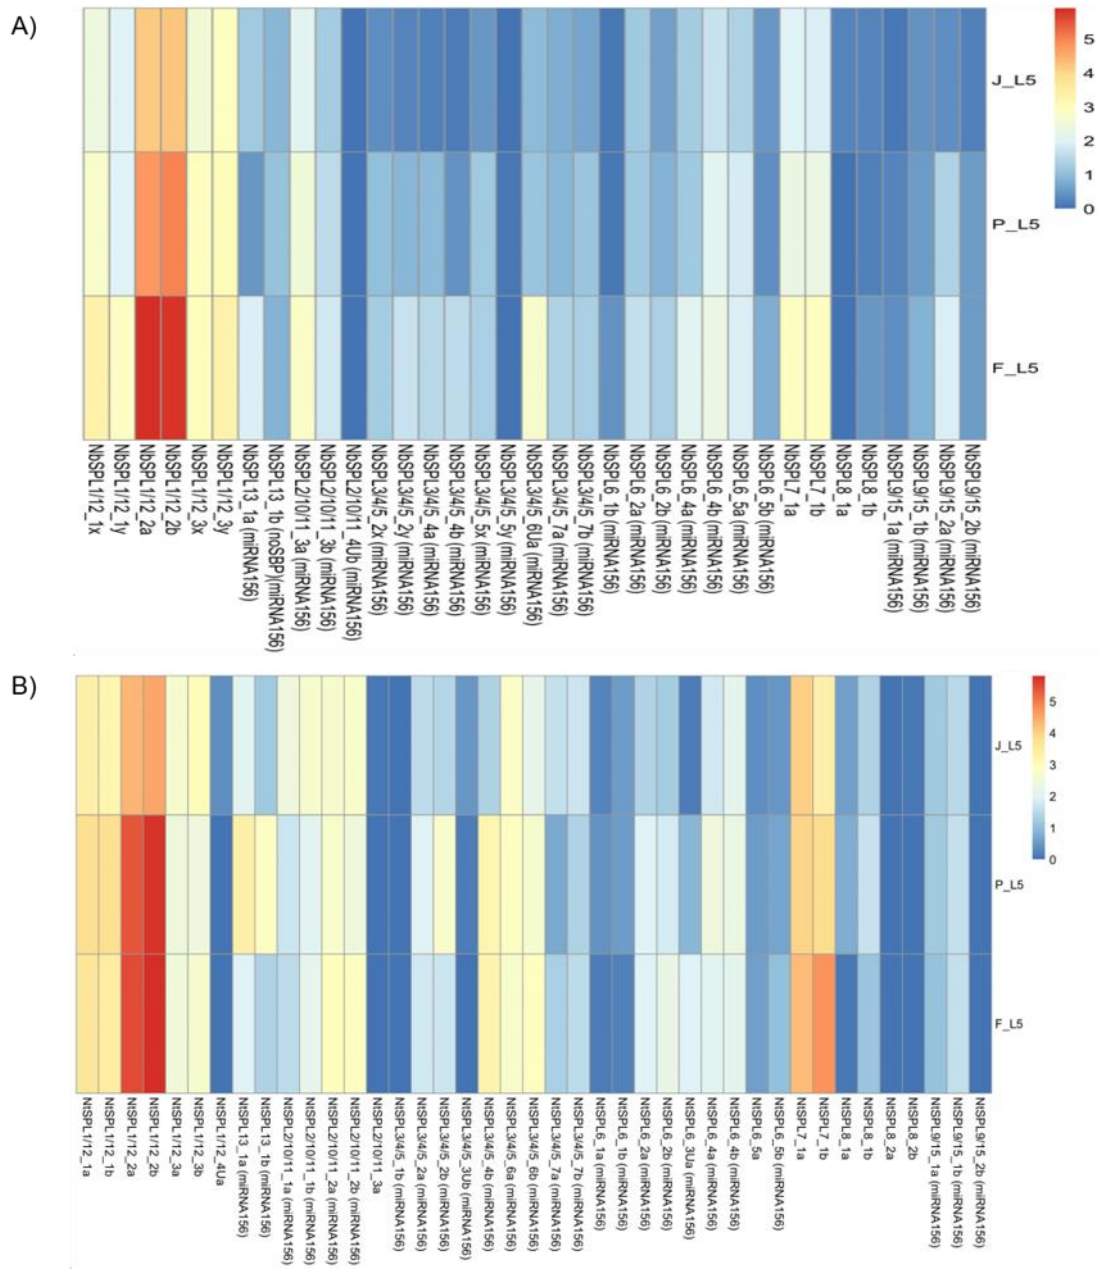 A)
5
4
3
2
1
0
J_L5
P_L5
F_L5
NbSPL1/12_1x
NbSPL1/12_1y
NbSPL1/12_2a
NbSPL1/12_2b
NbSPL1/12_3x
NbSPL1/12_3y
NbSPL13_1a (miRNA156)
NbSPL13_1b (noSBP)(miRNA156)
NbSPL2/10/11_3a (miRNA156)
NbSPL2/10/11_3b (miRNA156)
NbSPL2/10/11_4Ub (miRNA156)
NbSPL3/4/5_2x (miRNA156)
NbSPL3/4/5_2y (miRNA156)
NbSPL3/4/5_4a (miRNA156)
NbSPL3/4/5_4b (miRNA156)
NbSPL3/4/5_5x (miRNA156)
NbSPL3/4/5_5y (miRNA156)
NbSPL3/4/5_6Ua (miRNA156)
NbSPL3/4/5_7a (miRNA156)
NbSPL3/4/5_7b (miRNA156)
NbSPL6_1b (miRNA156)
NbSPL6_2a (miRNA156)
NbSPL6_2b (miRNA156)
NbSPL6_4a (miRNA156)
NbSPL6_4b (miRNA156)
NbSPL6_5a (miRNA156)
NbSPL6_5b (miRNA156)
NbSPL7_1a
NbSPL7_1b
NbSPL8_1a
NbSPL8_1b
NbSPL9/15_1a (miRNA156)
NbSPL9/15_1b (miRNA156)
NbSPL9/15_2a (miRNA156)
NbSPL9/15_2b (miRNA156)
B)
5
4
3
2
1
0
J_L5
P_L5
F_L5
NtSPL1/12_1a
NtSPL1/12_1b
NtSPL1/12_2a
NtSPL1/12_2b
NtSPL1/12_3a
NtSPL1/12_3b
NtSPL1/12_4Ua
NtSPL13_1a (miRNA156)
NtSPL13_1b (miRNA156)
NtSPL2/10/11_1a (miRNA156)
NtSPL2/10/11_1b (miRNA156)
NtSPL2/10/11_2a (miRNA156)
NtSPL2/10/11_2b (miRNA156)
NtSPL2/10/11_3a
NtSPL3/4/5_1b (miRNA156)
NtSPL3/4/5_2a (miRNA156)
NtSPL3/4/5_2b (miRNA156)
NtSPL3/4/5_3Ub (miRNA156)
NtSPL3/4/5_4b (miRNA156)
NtSPL3/4/5_6a (miRNA156)
NtSPL3/4/5_6b (miRNA156)
NtSPL3/4/5_7a (miRNA156)
NtSPL3/4/5_7b (miRNA156)
NtSPL6_1a (miRNA156)
NtSPL6_1b (miRNA156)
NtSPL6_2a (miRNA156)
NtSPL6_2b (miRNA156)
NtSPL6_3Ua (miRNA156)
NtSPL6_4a (miRNA156)
NtSPL6_4b (miRNA156)
NtSPL6_5a
NtSPL6_5b (miRNA156)
NtSPL7_1a
NtSPL7_1b
NtSPL8_1a
NtSPL8_1b
NtSPL8_2a
NtSPL8_2b
NtSPL9/15_1a (miRNA156)
NtSPL9/15_1b (miRNA156)
NtSPL9/15_2b (miRNA156)